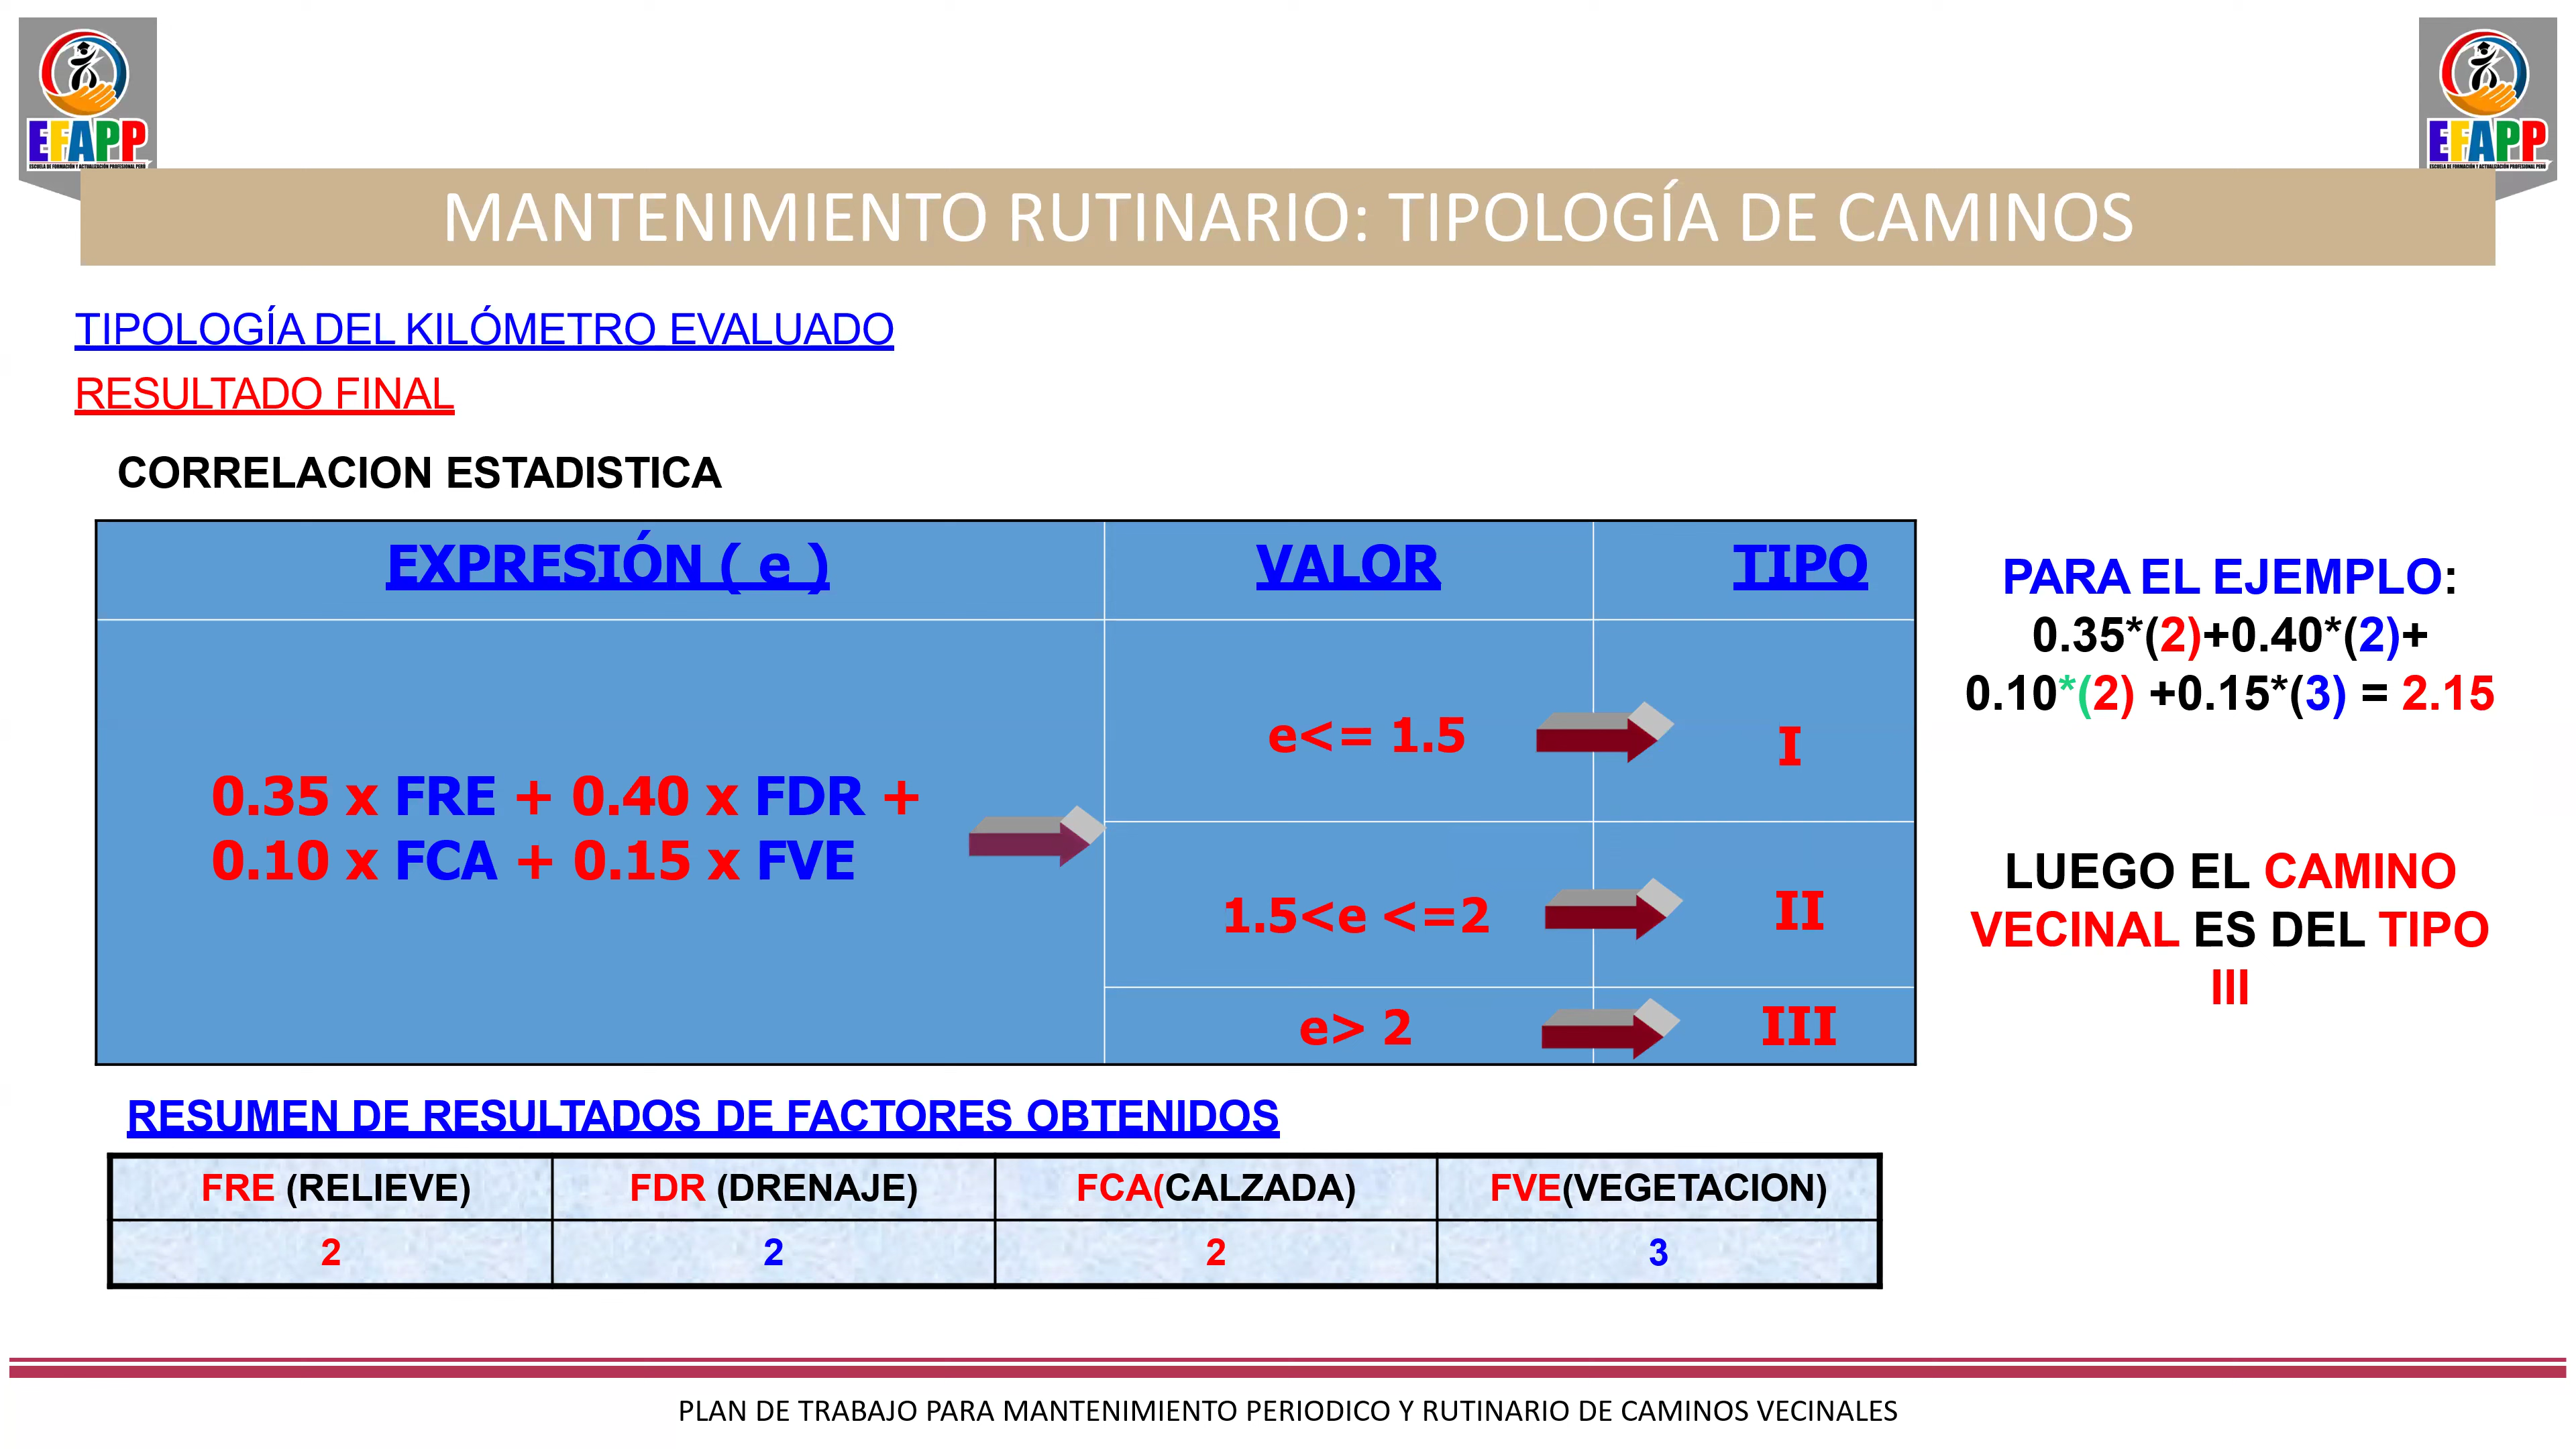 EFAPP
ESCUELA DE FORMACIÓN Y ACTUALIZACIÓN PROFESIONAL PERÚ
EFAPP
ESCUELA DE FORMACIÓN Y ACTUALIZACIÓN PROFESIONAL PERÚ
MANTENIMIENTO RUTINARIO: TIPOLOGÍA DE CAMINOS
TIPOLOGÍA DEL KILÓMETRO EVALUADO
RESULTADO FINAL
CORRELACION ESTADISTICA
EXPRESIÓN ( e )
VALOR
TIPO
0.35 x FRE + 0.40 x FDR +
0.10 x FCA + 0.15 x FVE
e<= 1.5
I
1.5<e <=2
II
e> 2
III
PARA EL EJEMPLO:
0.35*(2)+0.40*(2)+
0.10*(2) +0.15*(3) = 2.15
LUEGO EL CAMINO
VECINAL ES DEL TIPO
III
RESUMEN DE RESULTADOS DE FACTORES OBTENIDOS
FRE (RELIEVE)
FDR (DRENAJE)
FCA(CALZADA)
FVE(VEGETACION)
2
2
2
3
PLAN DE TRABAJO PARA MANTENIMIENTO PERIODICO Y RUTINARIO DE CAMINOS VECINALES